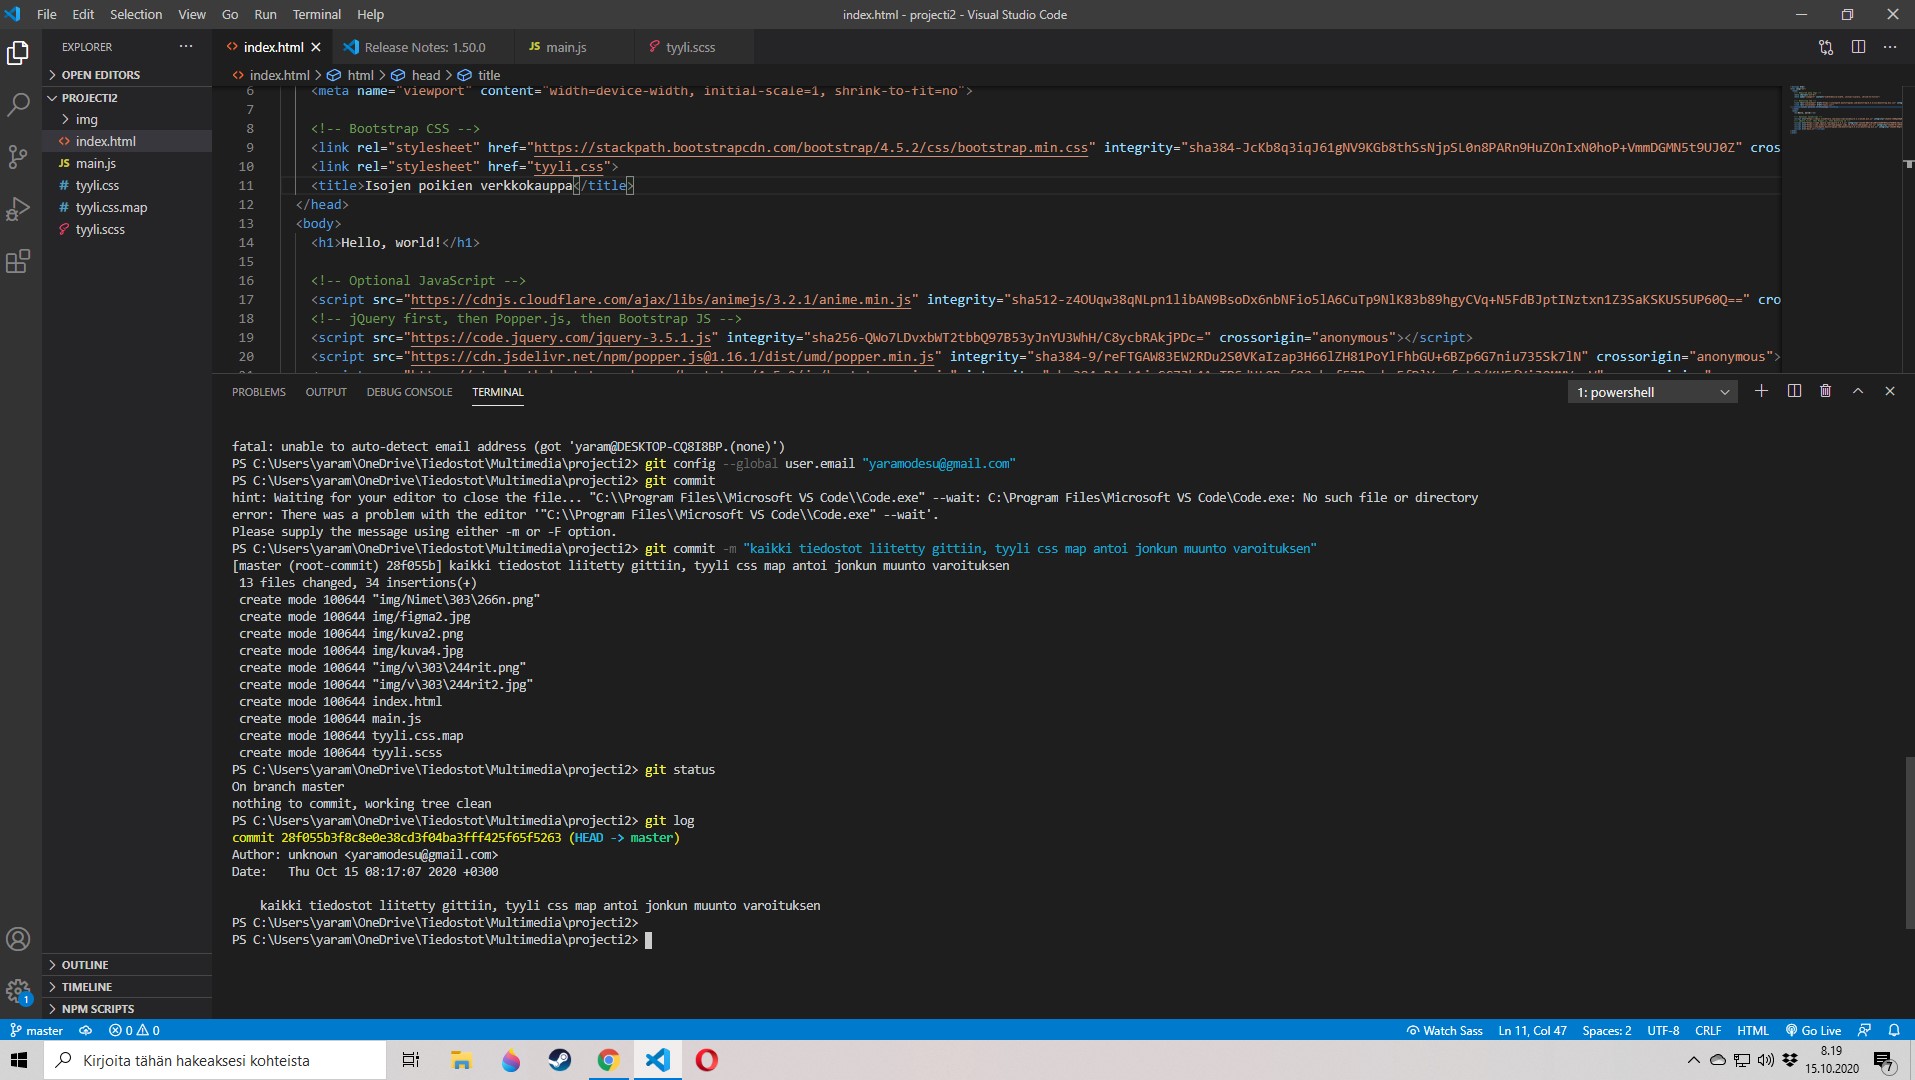 File Edit Selection View Go Run Terminal Help
index.html - projecti2 - Visual Studio Code
EXPLORER
OPEN EDITORS
PROJECTI2
img
index.html
JS main.js
# tyyli.css
# tyyli.css.map
tyyli.scss
OUTLINE
TIMELINE
NPM SCRIPTS
1
index.html
Release Notes: 1.50.0
JS main.js
tyyli.scss
index.html > html > head > title
6 <meta name="viewport" content="width=device-width, initial-scale=1, shrink-to-fit=no">
7
8 <!-- Bootstrap CSS -->
9 <link rel="stylesheet" href="https://stackpath.bootstrapcdn.com/bootstrap/4.5.2/css/bootstrap.min.css" integrity="sha384-JcKb8q3iqJ61gNV9KGb8thSsNjpSL0n8PARn9HuZOnIxN0hoP+VmmDGMN5t9UJ0Z" cros
10 <link rel="stylesheet" href="tyyli.css">
11 <title>Isojen poikien verkkokauppa</title>
12 </head>
13 <body>
14 <h1>Hello, world!</h1>
15
16 <!-- Optional JavaScript -->
17 <script src="https://cdnjs.cloudflare.com/ajax/libs/animejs/3.2.1/anime.min.js" integrity="sha512-z4OUqw38qNLpn1libAN9BsoDx6nbNFio5lA6CuTp9NlK83b89hgyCVq+N5FdBJptINztxn1Z3SaKSKUS5UP60Q==" cro
18 <!-- jQuery first, then Popper.js, then Bootstrap JS -->
19 <script src="https://code.jquery.com/jquery-3.5.1.js" integrity="sha256-QWo7LDvxbWT2tbbQ97B53yJnYU3WhH/C8ycbRAkjPDc=" crossorigin="anonymous"></script>
20 <script src="https://cdn.jsdelivr.net/npm/popper.js@1.16.1/dist/umd/popper.min.js" integrity="sha384-9/reFTGAW83EW2RDu2S0VKaIzap3H66lZH81PoYlFhbGU+6BZp6G7niu735Sk7lN" crossorigin="anonymous">
PROBLEMS OUTPUT DEBUG CONSOLE TERMINAL
1: powershell
fatal: unable to auto-detect email address (got 'yaram@DESKTOP-CQ8I8BP.(none)')
PS C:\Users\yaram\OneDrive\Tiedostot\Multimedia\projecti2> git config --global user.email "yaramodesu@gmail.com"
PS C:\Users\yaram\OneDrive\Tiedostot\Multimedia\projecti2> git commit
hint: Waiting for your editor to close the file... "C:\\Program Files\\Microsoft VS Code\\Code.exe" --wait: C:\Program Files\Microsoft VS Code\Code.exe: No such file or directory
error: There was a problem with the editor '"C:\\Program Files\\Microsoft VS Code\\Code.exe" --wait'.
Please supply the message using either -m or -F option.
PS C:\Users\yaram\OneDrive\Tiedostot\Multimedia\projecti2> git commit -m "kaikki tiedostot liitetty gittiin, tyyli css map antoi jonkun muunto varoituksen"
[master (root-commit) 28f055b] kaikki tiedostot liitetty gittiin, tyyli css map antoi jonkun muunto varoituksen
13 files changed, 34 insertions(+)
create mode 100644 "img/Nimet\303\266n.png"
create mode 100644 img/figma2.jpg
create mode 100644 img/kuva2.png
create mode 100644 img/kuva4.jpg
create mode 100644 "img/v\303\244rit.png"
create mode 100644 "img/v\303\244rit2.jpg"
create mode 100644 index.html
create mode 100644 main.js
create mode 100644 tyyli.css.map
create mode 100644 tyyli.scss
PS C:\Users\yaram\OneDrive\Tiedostot\Multimedia\projecti2> git status
On branch master
nothing to commit, working tree clean
PS C:\Users\yaram\OneDrive\Tiedostot\Multimedia\projecti2> git log
commit 28f055b3f8c8e0e38cd3f04ba3fff425f65f5263 (HEAD -> master)
Author: unknown <yaramodesu@gmail.com>
Date: Thu Oct 15 08:17:07 2020 +0300
kaikki tiedostot liitetty gittiin, tyyli css map antoi jonkun muunto varoituksen
PS C:\Users\yaram\OneDrive\Tiedostot\Multimedia\projecti2>
PS C:\Users\yaram\OneDrive\Tiedostot\Multimedia\projecti2>
master 0 0 Watch Sass Ln 11, Col 47 Spaces: 2 UTF-8 CRLF HTML Go Live
Kirjoita tähän hakeaksesi kohteista
8.19
15.10.2020
7